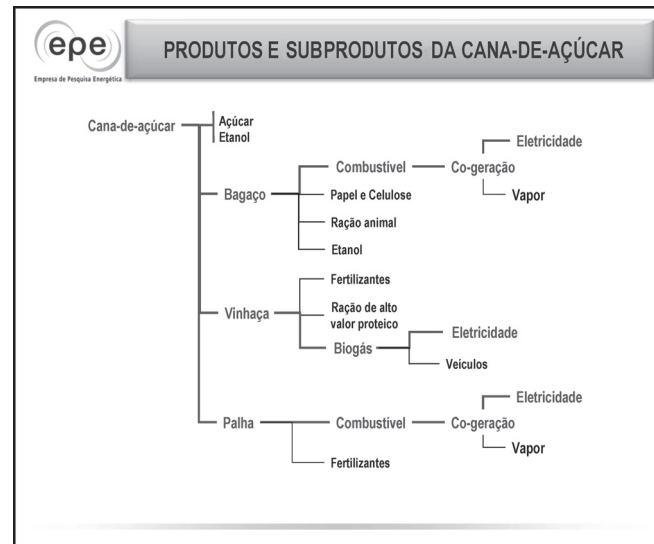 epe
Empresa de Pesquisa Energética
PRODUTOS E SUBPRODUTOS DA CANA-DE-AÇÚCAR
Cana-de-açúcar
Açúcar
Etanol
Bagaço
Combustível
Co-geração
Eletricidade
Vapor
Papel e Celulose
Ração animal
Etanol
Vinhaça
Fertilizantes
Ração de alto
valor proteico
Biogás
Eletricidade
Veículos
Palha
Combustível
Co-geração
Eletricidade
Vapor
Fertilizantes